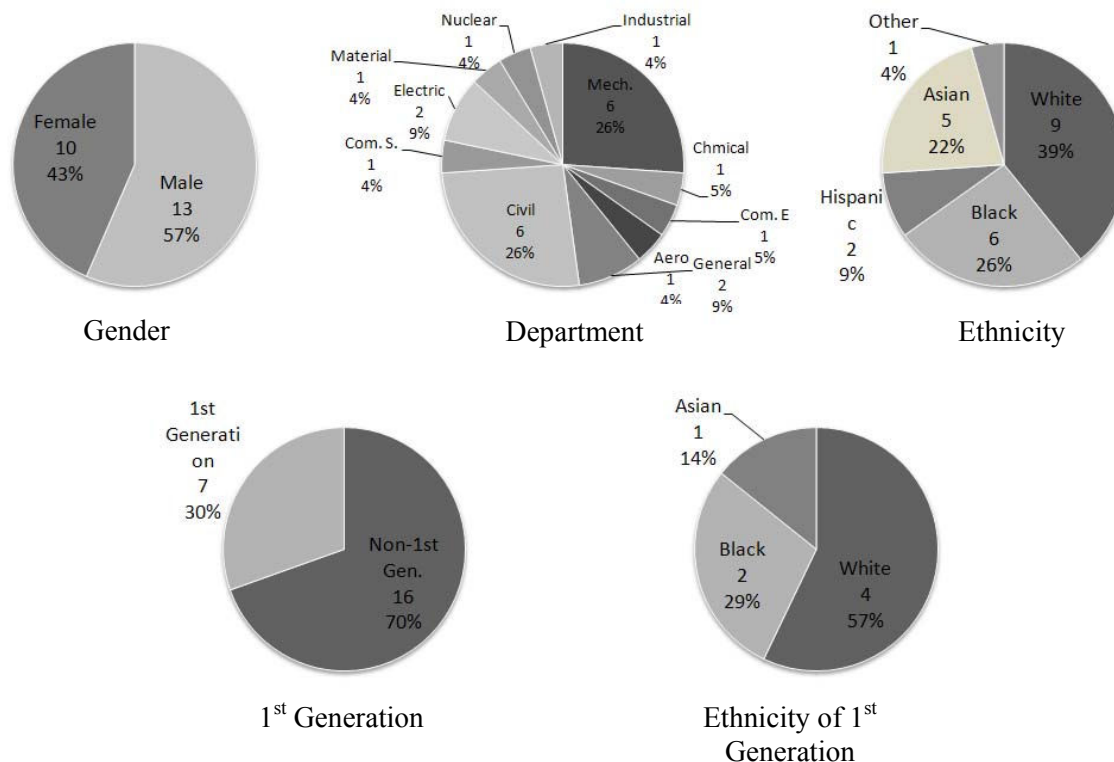 Female
10
43%
Male
13
57%
Gender
Nuclear
1
4%
Industrial
1
4%
Material
1
4%
Electric
2
9%
Com. S.
1
4%
Mech.
6
26%
Chmical
1
5%
Com. E
1
5%
Civil
6
26%
Aero
1
4%
General
2
9%
Department
Other
1
4%
Asian
5
22%
White
9
39%
Hispani
c
2
9%
Black
6
26%
Ethnicity
1st
Generati
on
7
30%
Non-1st
Gen.
16
70%
1st Generation
Asian
1
14%
Black
2
29%
White
4
57%
Ethnicity of 1st
Generation